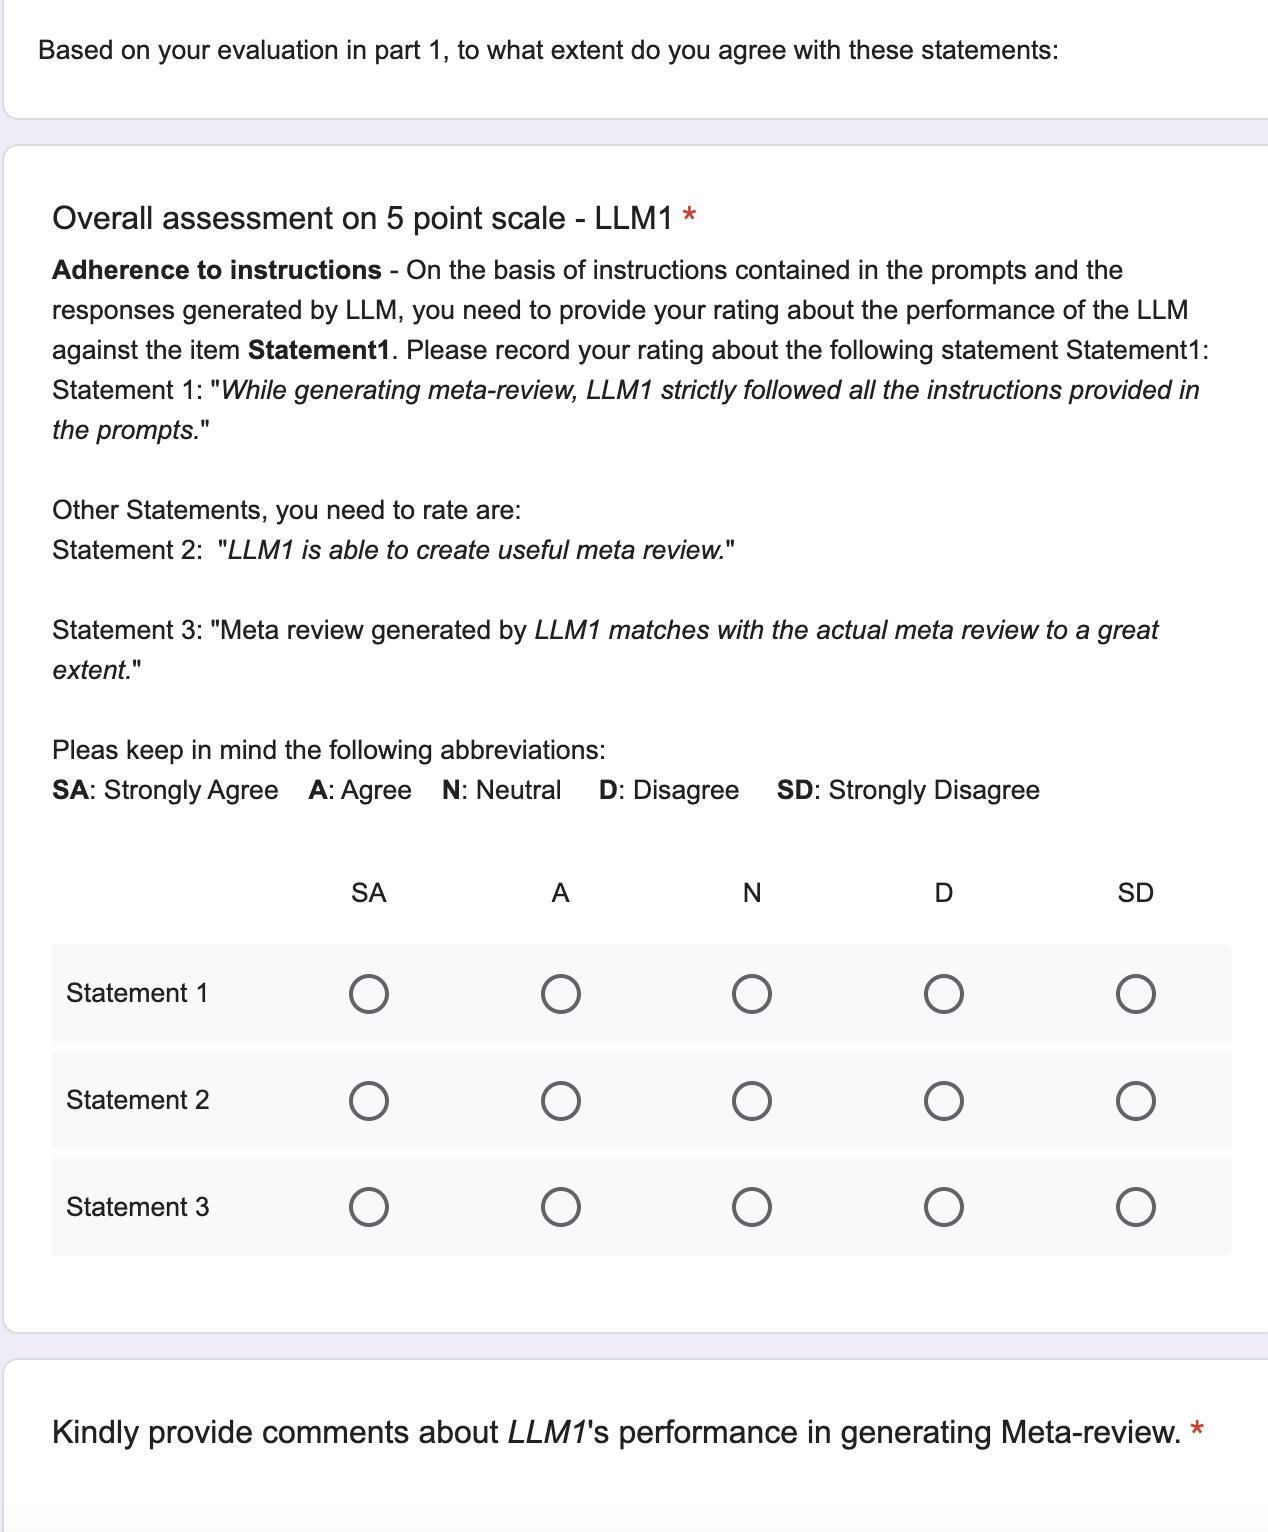 Based on your evaluation in part 1, to what extent do you agree with these statements:
Overall assessment on 5 point scale - LLM1 *
Adherence to instructions - On the basis of instructions contained in the prompts and the
responses generated by LLM, you need to provide your rating about the performance of the LLM
against the item Statement1. Please record your rating about the following statement Statement1:
Statement 1: "While generating meta-review, LLM1 strictly followed all the instructions provided in
the prompts."
Other Statements, you need to rate are:
Statement 2:  "LLM1 is able to create useful meta review."
Statement 3: "Meta review generated by LLM1 matches with the actual meta review to a great
extent."
Pleas keep in mind the following abbreviations:
SA: Strongly Agree    A: Agree    N: Neutral    D: Disagree    SD: Strongly Disagree
SA A N D SD
Statement 1
Statement 2
Statement 3
Kindly provide comments about LLM1's performance in generating Meta-review. *